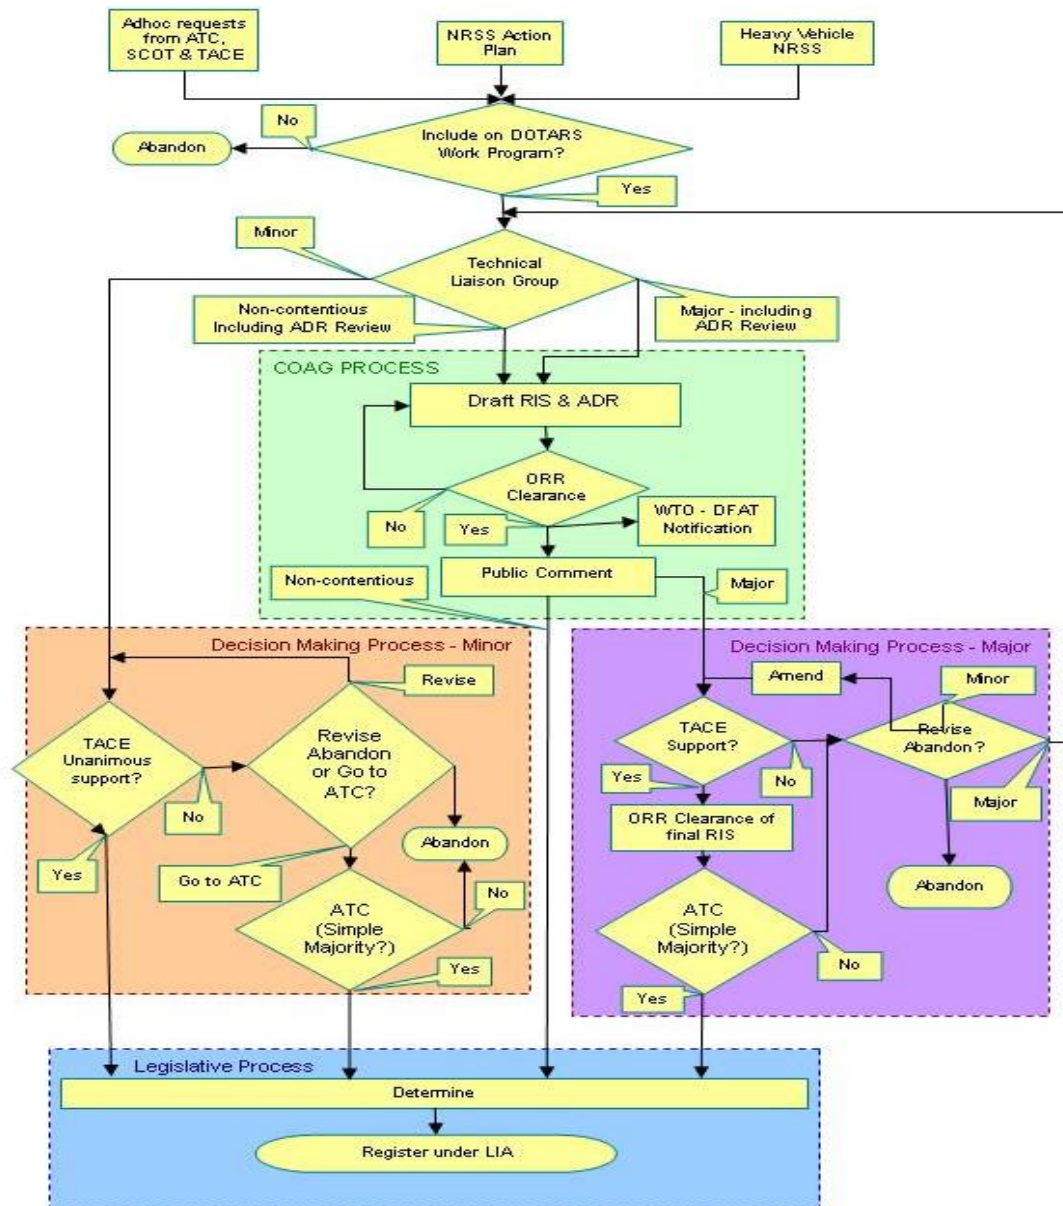 Adhoc requests
from ATC,
SCOT & TACE
NRSS Action
Plan
Heavy Vehicle
NRSS
No
Abandon
Include on DOTARS
Work Program?
Yes
Minor
Technical
Liaison Group
Non-contentious
Including ADR Review
Major - including
ADR Review
COAG PROCESS
Draft RIS & ADR
ORR
Clearance
No
Yes
WTO - DFAT
Notification
Non-contentious
Public Comment
Major
Decision Making Process - Minor
Revise
TACE
Unanimous
support?
Revise
Abandon
or Go to
ATC?
No
Abandon
Yes
Go to ATC
No
ATC
(Simple
Majority?)
Yes
Decision Making Process - Major
Amend
Minor
TACE
Support?
Revise
Abandon?
Yes
No
Major
ORR Clearance of
final RIS
Abandon
ATC
(Simple
Majority?)
No
Yes
Legislative Process
Determine
Register under LIA